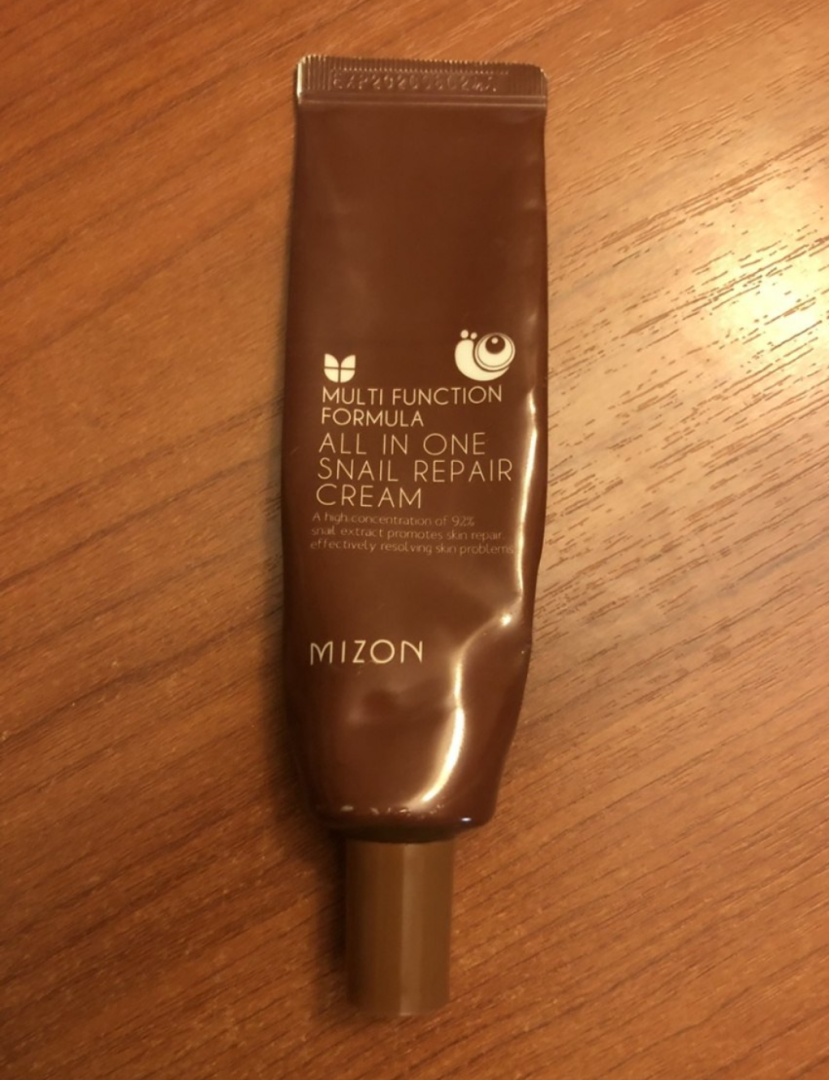 MULTI FUNCTION
FORMULA
ALL IN ONE
SNAIL REPAIR
CREAM
A high concentration of 92%
snail extract promotes skin repair,
effectively resolving skin problems
MIZON